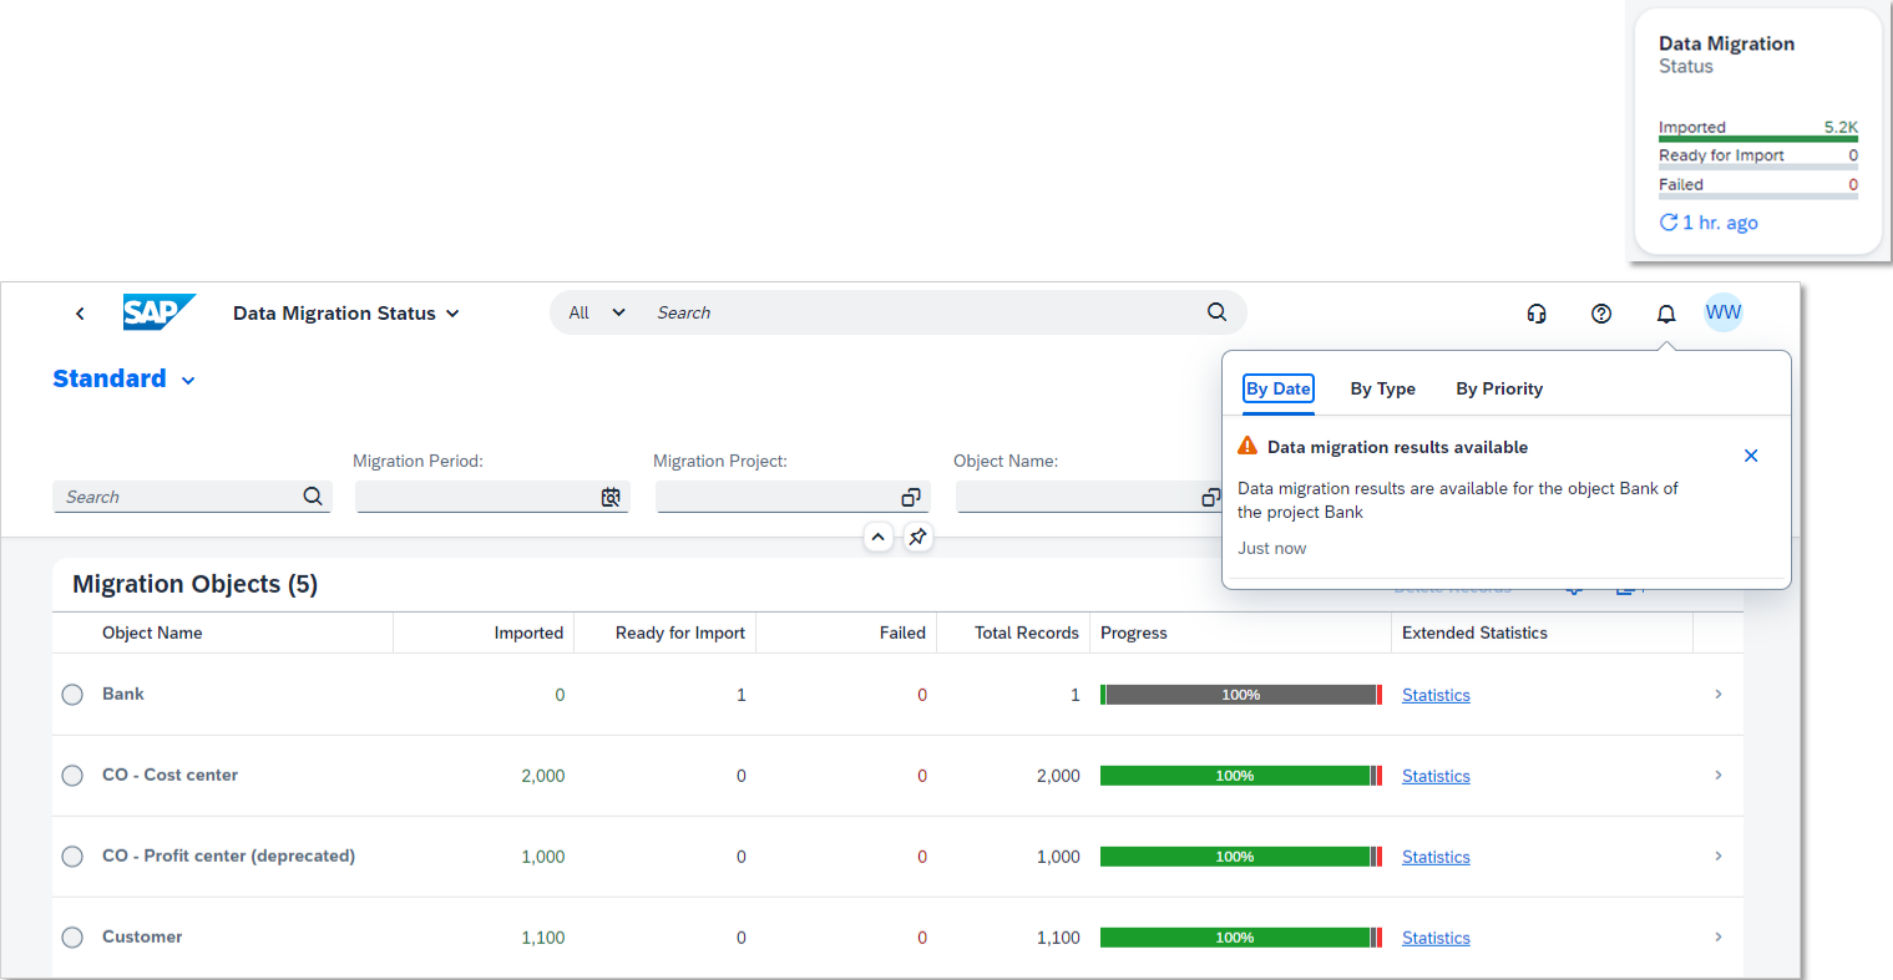 Data Migration
Status
Imported 5.2K
Ready for Import 0
Failed 0
1 hr. ago
SAP Data Migration Status All Search WW
Standard
By Date By Type By Priority
Data migration results available
Data migration results are available for the object Bank of
the project Bank
Just now
Migration Period: Migration Project: Object Name:
Search
Migration Objects (5)
Object Name Imported Ready for Import Failed Total Records Progress Extended Statistics
Bank 0 1 0 1 100% Statistics
CO - Cost center 2,000 0 0 2,000 100% Statistics
CO - Profit center (deprecated) 1,000 0 0 1,000 100% Statistics
Customer 1,100 0 0 1,100 100% Statistics